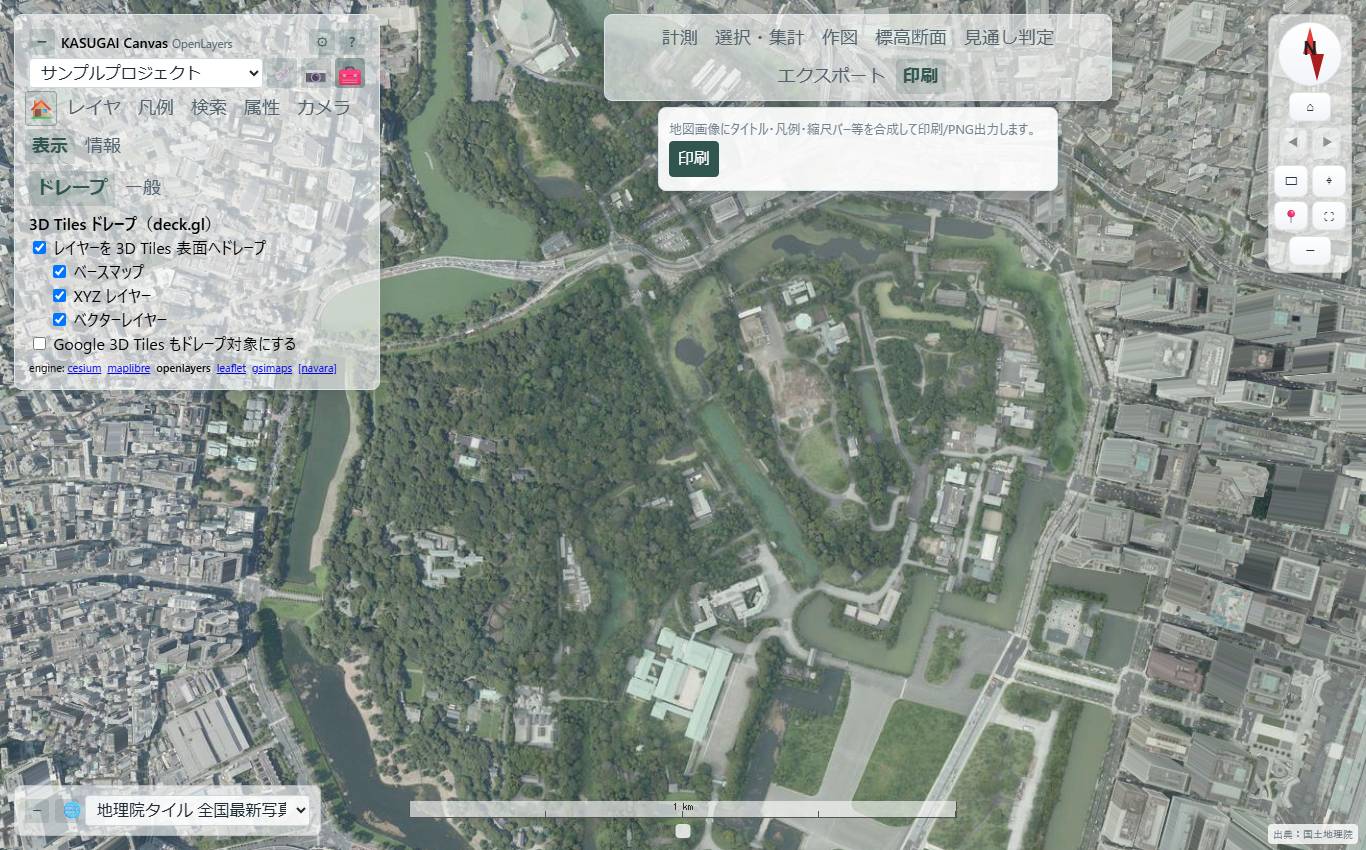 KASUGAI Canvas OpenLayers
?
サンプルプロジェクト
レイヤ 凡例 検索 属性 カメラ
表示 情報
ドレープ 一般
3D Tiles ドレープ（deck.gl）
レイヤーを 3D Tiles 表面へドレープ
ベースマップ
XYZ レイヤー
ベクターレイヤー
Google 3D Tiles もドレープ対象にする
engine: cesium maplibre openlayers leaflet gsimaps [navara]
計測 選択・集計 作図 標高断面 見通し判定
エクスポート 印刷
地図画像にタイトル・凡例・縮尺バー等を合成して印刷/PNG出力します。
印刷
N
地理院タイル 全国最新写真
1 km
出典：国土地理院